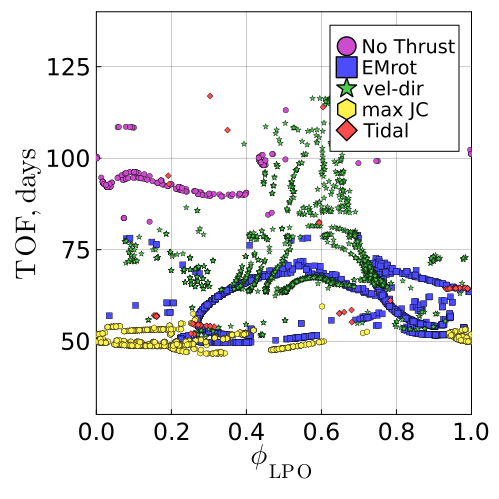 No Thrust
EMrot
vel-dir
max JC
Tidal
TOF, days
125
100
75
50
0.0 0.2 0.4 0.6 0.8 1.0
ϕLPO